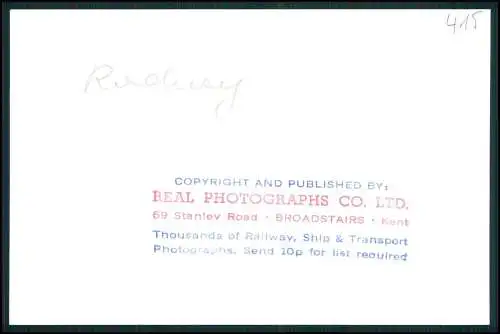 415
Rodney
COPYRIGHT AND PUBLISHED BY:
REAL PHOTOGRAPHS CO. LTD.
69 Stanley Road · BROADSTAIRS · Kent
Thousands of Railway, Ship & Transport
Photographs. Send 10p for list required